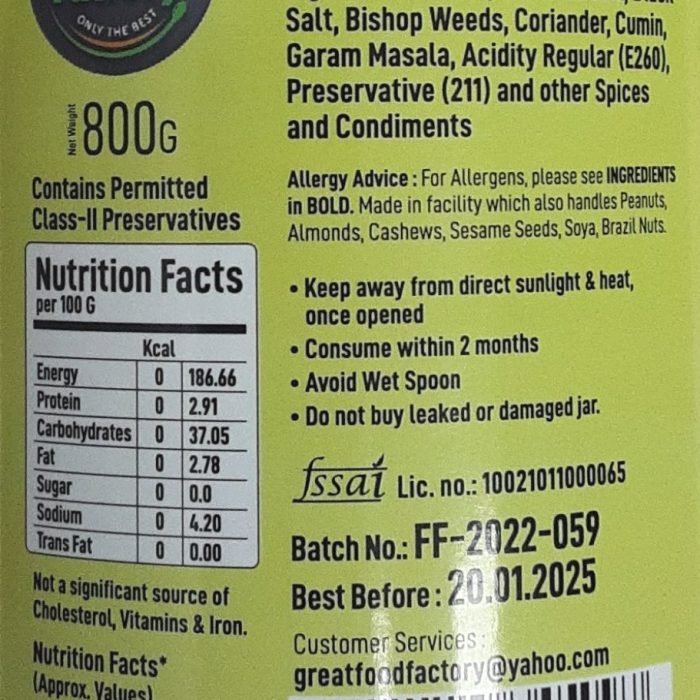 ONLY THE BEST
Net Weight 800G
Contains Permitted
Class-II Preservatives
Nutrition Facts
per 100 G
Kcal
Energy 0 186.66
Protein 0 2.91
Carbohydrates 0 37.05
Fat 0 2.78
Sugar 0 0.0
Sodium 0 4.20
Trans Fat 0 0.00
Not a significant source of
Cholesterol, Vitamins & Iron.
Nutrition Facts*
(Approx. Values)
Salt, Bishop Weeds, Coriander, Cumin,
Garam Masala, Acidity Regular (E260),
Preservative (211) and other Spices
and Condiments
Allergy Advice : For Allergens, please see INGREDIENTS
in BOLD. Made in facility which also handles Peanuts,
Almonds, Cashews, Sesame Seeds, Soya, Brazil Nuts.
• Keep away from direct sunlight & heat,
once opened
• Consume within 2 months
• Avoid Wet Spoon
• Do not buy leaked or damaged jar.
fssai Lic. no.: 10021011000065
Batch No.: FF-2022-059
Best Before : 20.01.2025
Customer Services:
greatfoodfactory@yahoo.com